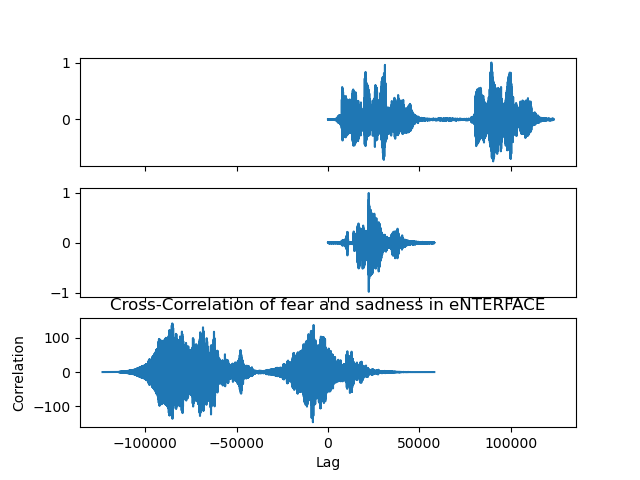 1
0
1
0
−1
Cross-Correlation of fear and sadness in eNTERFACE
100
0
−100
Correlation
−100000 −50000 0 50000 100000
Lag